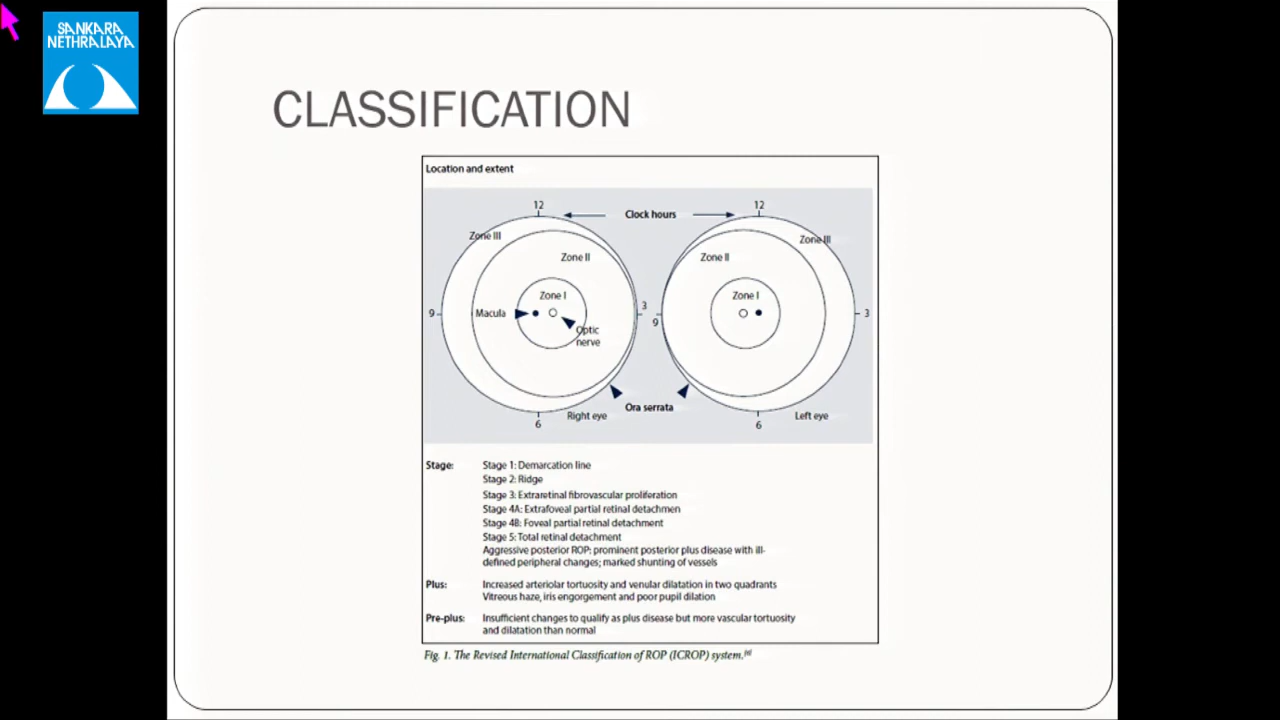 SANKARA
NETHRALAYA
CLASSIFICATION
Location and extent
12
Clock hours
12
Zone III
Zone III
Zone II
Zone II
Zone I
Zone I
9
Macula
3
9
3
Optic
nerve
Ora serrata
6
Right eye
6
Left eye
Stage: Stage 1: Demarcation line
Stage 2: Ridge
Stage 3: Extraretinal fibrovascular proliferation
Stage 4A: Extrafoveal partial retinal detachmen
Stage 4B: Foveal partial retinal detachment
Stage 5: Total retinal detachment
Aggressive posterior ROP: prominent posterior plus disease with ill-
defined peripheral changes; marked shunting of vessels
Plus: Increased arteriolar tortuosity and venular dilatation in two quadrants
Vitreous haze, iris engorgement and poor pupil dilation
Pre-plus: Insufficient changes to qualify as plus disease but more vascular tortuosity
and dilatation than normal
Fig. 1. The Revised International Classification of ROP (ICROP) system.